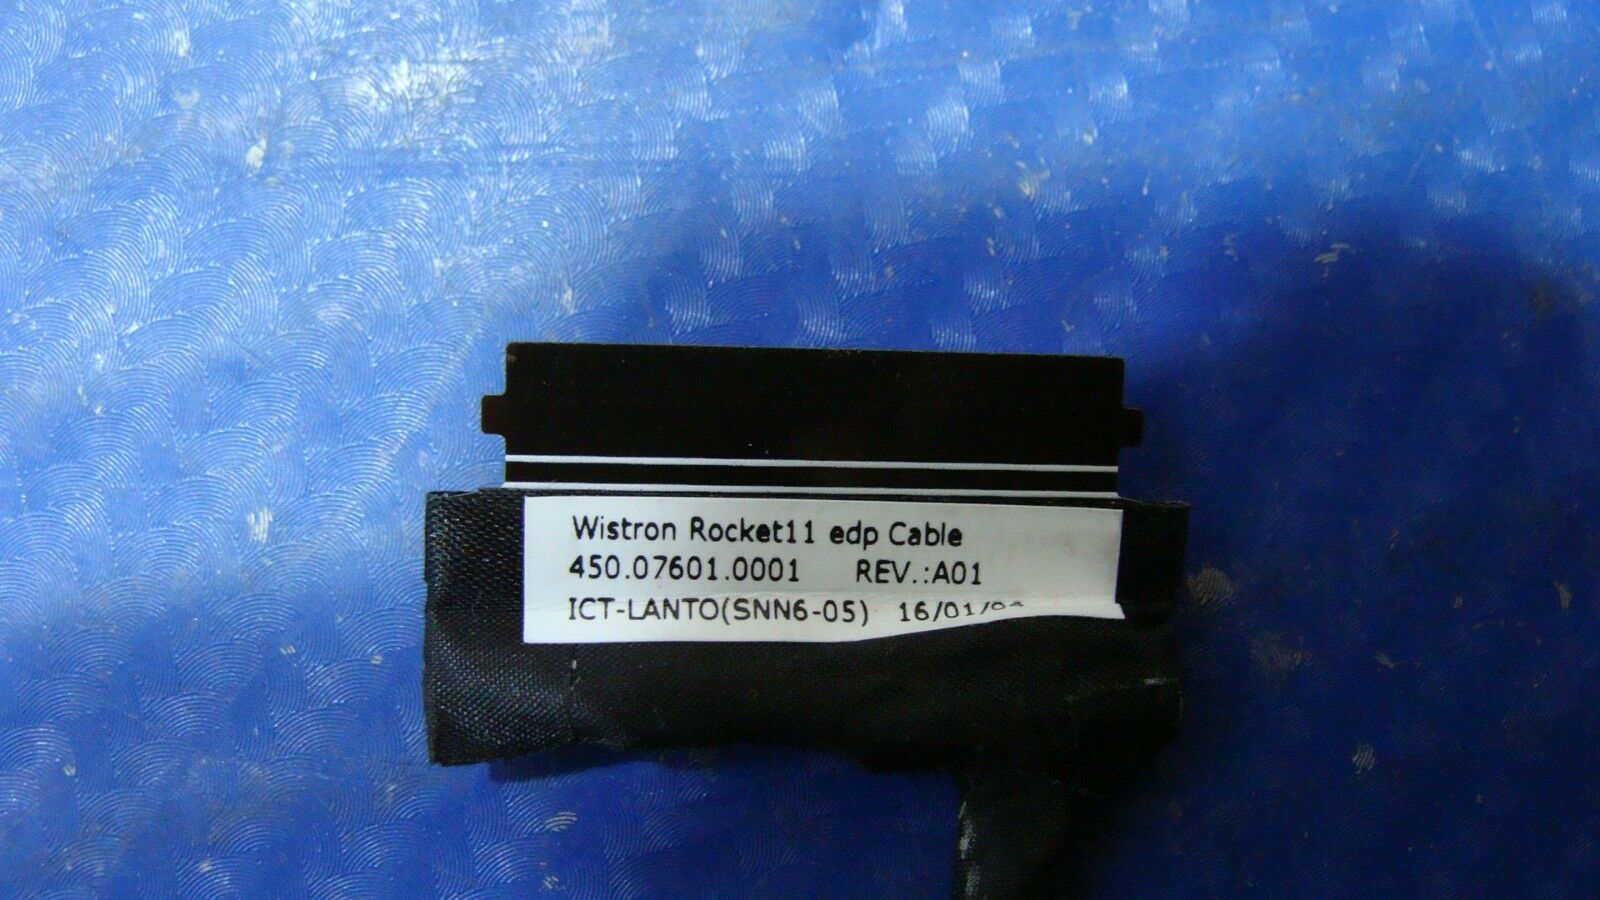 Wistron Rocket11 edp Cable
450.07601.0001 REV.:A01
ICT-LANTO(SNN6-05)